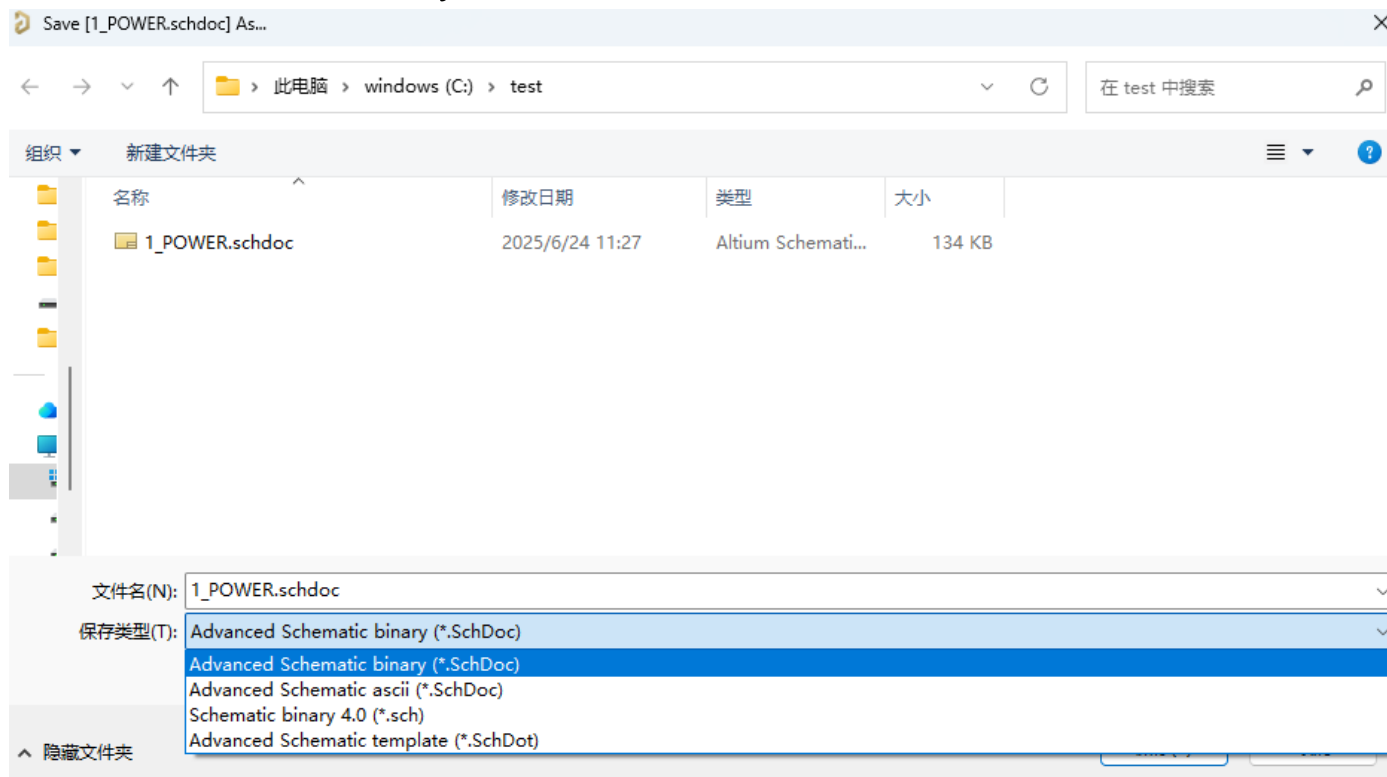 Save [1_POWER.schdoc] As...
此电脑 > windows (C:) > test
在 test 中搜索
组织
新建文件夹
名称 修改日期 类型 大小
1_POWER.schdoc 2025/6/24 11:27 Altium Schemati... 134 KB
文件名(N): 1_POWER.schdoc
保存类型(T): Advanced Schematic binary (*.SchDoc)
Advanced Schematic binary (*.SchDoc)
Advanced Schematic ascii (*.SchDoc)
Schematic binary 4.0 (*.sch)
Advanced Schematic template (*.SchDot)
隐藏文件夹